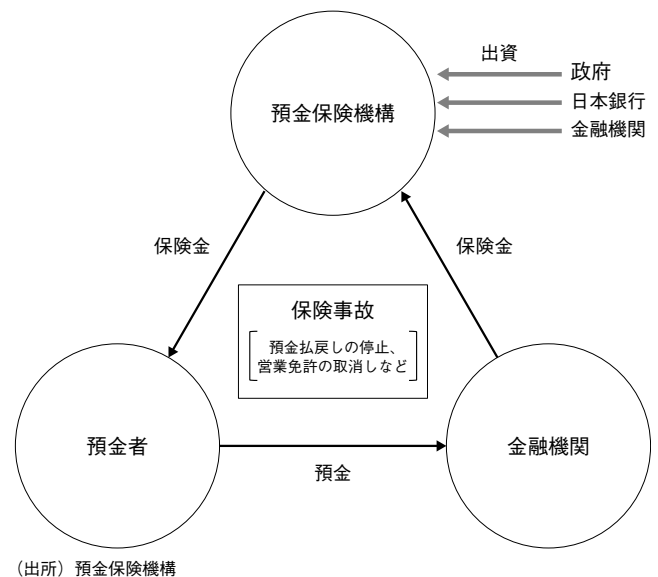 出資
政府
預金保険機構
日本銀行
金融機関
保険金
保険金
保険事故
預金払戻しの停止、
営業免許の取消しなど
預金者
金融機関
預金
（出所）預金保険機構